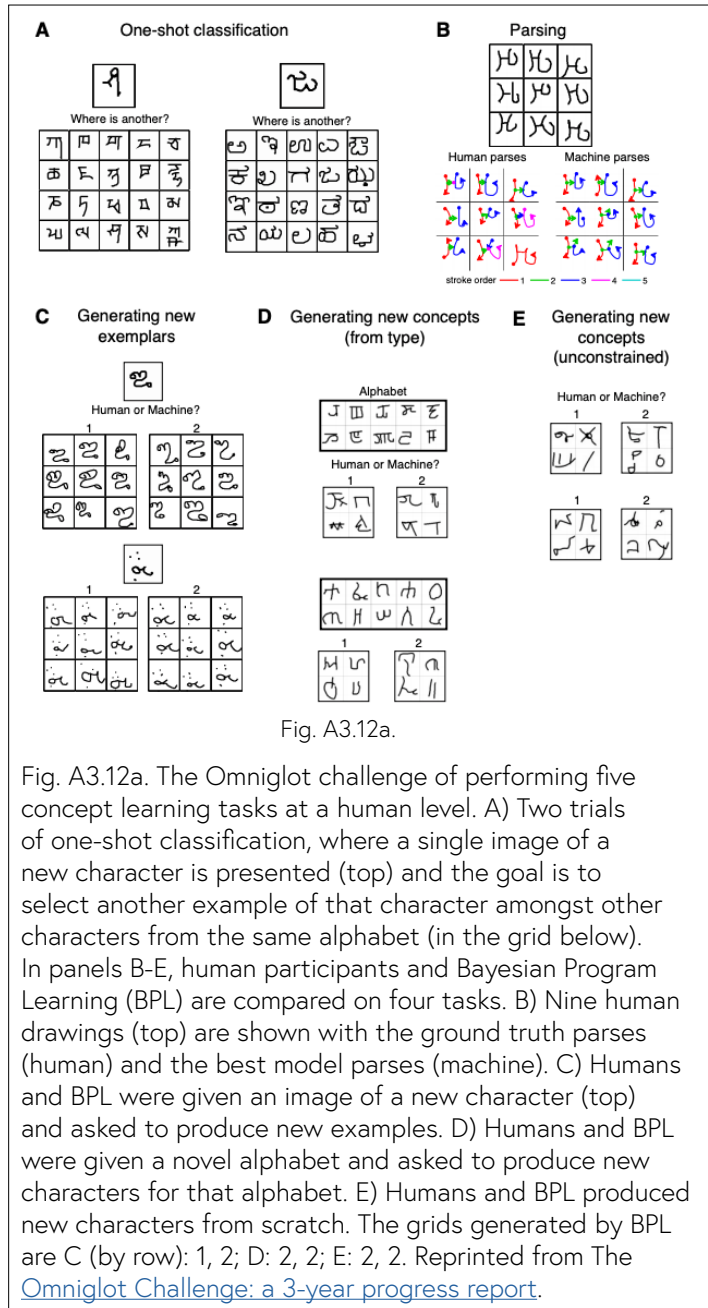 A One-shot classification
Where is another?
Where is another?
B Parsing
Human parses Machine parses
stroke order 1 2 3 4 5
C Generating new
exemplars
Human or Machine?
1 2
1 2
D Generating new concepts
(from type)
Alphabet
Human or Machine?
1 2
1 2
E Generating new
concepts
(unconstrained)
Human or Machine?
1 2
1 2
Fig. A3.12a.
Fig. A3.12a. The Omniglot challenge of performing five
concept learning tasks at a human level. A) Two trials
of one-shot classification, where a single image of a
new character is presented (top) and the goal is to
select another example of that character amongst other
characters from the same alphabet (in the grid below).
In panels B-E, human participants and Bayesian Program
Learning (BPL) are compared on four tasks. B) Nine human
drawings (top) are shown with the ground truth parses
(human) and the best model parses (machine). C) Humans
and BPL were given an image of a new character (top)
and asked to produce new examples. D) Humans and BPL
were given a novel alphabet and asked to produce new
characters for that alphabet. E) Humans and BPL produced
new characters from scratch. The grids generated by BPL
are C (by row): 1, 2; D: 2, 2; E: 2, 2. Reprinted from The
Omniglot Challenge: a 3-year progress report.